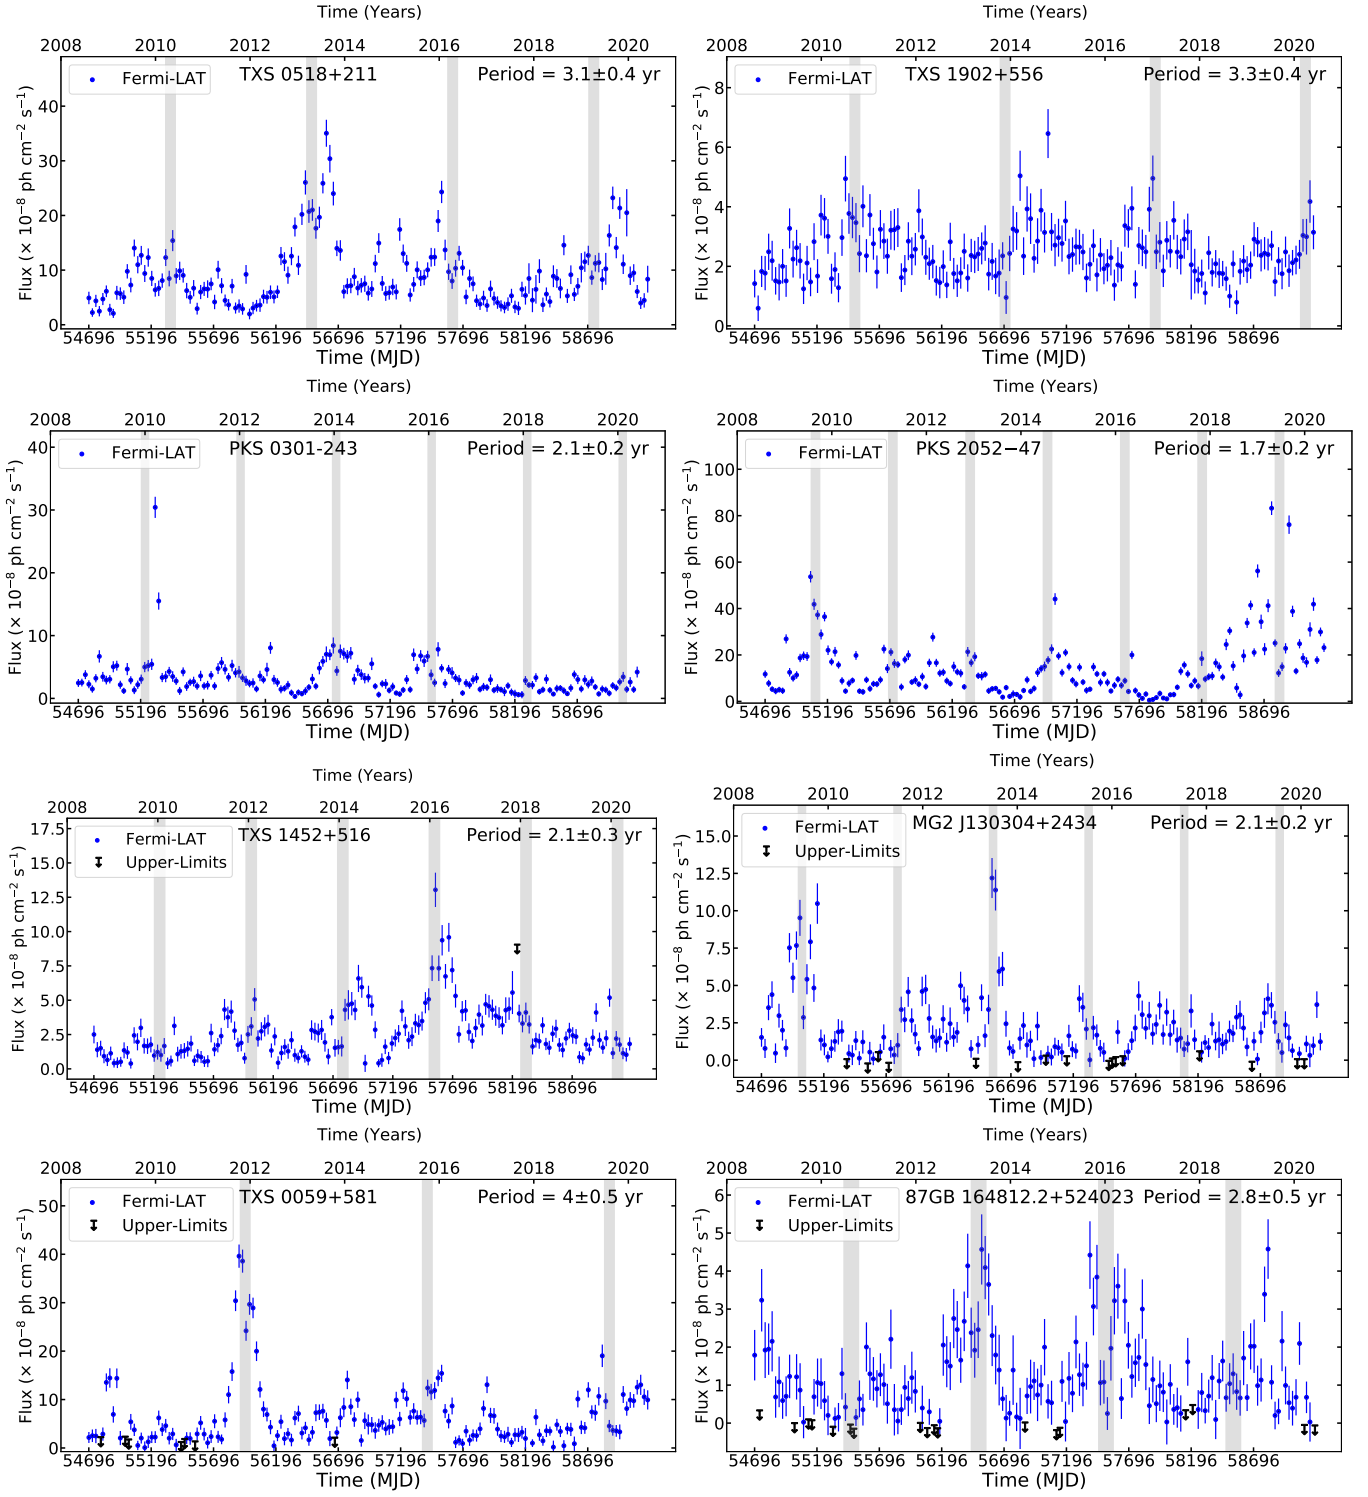 Time (Years)
2008 2010 2012 2014 2016 2018 2020
Fermi-LAT TXS 0518+211 Period = 3.1±0.4 yr
Flux (× 10−8 ph cm−2 s−1)
40
30
20
10
0
54696 55196 55696 56196 56696 57196 57696 58196 58696
Time (MJD)
Time (Years)
2008 2010 2012 2014 2016 2018 2020
Fermi-LAT TXS 1902+556 Period = 3.3±0.4 yr
Flux (× 10−8 ph cm−2 s−1)
8
6
4
2
0
54696 55196 55696 56196 56696 57196 57696 58196 58696
Time (MJD)
Time (Years)
2008 2010 2012 2014 2016 2018 2020
Fermi-LAT PKS 0301-243 Period = 2.1±0.2 yr
Flux (× 10−8 ph cm−2 s−1)
40
30
20
10
0
54696 55196 55696 56196 56696 57196 57696 58196 58696
Time (MJD)
Time (Years)
2008 2010 2012 2014 2016 2018 2020
Fermi-LAT PKS 2052−47 Period = 1.7±0.2 yr
Flux (× 10−8 ph cm−2 s−1)
100
80
60
40
20
0
54696 55196 55696 56196 56696 57196 57696 58196 58696
Time (MJD)
Time (Years)
2008 2010 2012 2014 2016 2018 2020
Fermi-LAT TXS 1452+516 Period = 2.1±0.3 yr
Upper-Limits
Flux (× 10−8 ph cm−2 s−1)
17.5
15.0
12.5
10.0
7.5
5.0
2.5
0.0
54696 55196 55696 56196 56696 57196 57696 58196 58696
Time (MJD)
Time (Years)
2008 2010 2012 2014 2016 2018 2020
Fermi-LAT MG2 J130304+2434 Period = 2.1±0.2 yr
Upper-Limits
Flux (× 10−8 ph cm−2 s−1)
15.0
12.5
10.0
7.5
5.0
2.5
0.0
54696 55196 55696 56196 56696 57196 57696 58196 58696
Time (MJD)
Time (Years)
2008 2010 2012 2014 2016 2018 2020
Fermi-LAT TXS 0059+581 Period = 4±0.5 yr
Upper-Limits
Flux (× 10−8 ph cm−2 s−1)
50
40
30
20
10
0
54696 55196 55696 56196 56696 57196 57696 58196 58696
Time (MJD)
Time (Years)
2008 2010 2012 2014 2016 2018 2020
Fermi-LAT 87GB 164812.2+524023 Period = 2.8±0.5 yr
Upper-Limits
Flux (× 10−8 ph cm−2 s−1)
6
5
4
3
2
1
0
54696 55196 55696 56196 56696 57196 57696 58196 58696
Time (MJD)